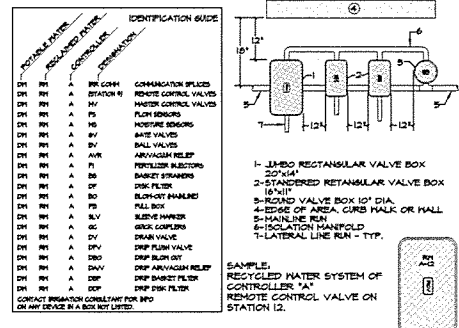 IDENTIFICATION GUIDE
POTABLE WATER
RECLAIMED WATER
CONTROLLER
DESIGNATION
DM RM A IRR COMM COMMUNICATION SPLICES
DM RM A (STATION #) REMOTE CONTROL VALVES
DM RM A MV MASTER CONTROL VALVES
DM RM A FS FLOW SENSORS
DM RM A MS MOISTURE SENSORS
DM RM A GV GATE VALVES
DM RM A BV BALL VALVES
DM RM A AVR AIR/VACUUM RELIEF
DM RM A FI FERTILIZER INJECTORS
DM RM A BS BASKET STRAINERS
DM RM A DF DISK FILTER
DM RM A BO BLOW-OUT (MAINLINE)
DM RM A PB PULL BOX
DM RM A SLV SLEEVE MARKER
DM RM A QC QUICK COUPLERS
DM RM A DV DRAIN VALVE
DM RM A DFV DRIP FLUSH VALVE
DM RM A DBO DRIP BLOW OUT
DM RM A DAVV DRIP AIR/VACUUM RELIEF
DM RM A DBF DRIP BASKET FILTER
DM RM A DDF DRIP DISK FILTER
CONTACT IRRIGATION CONSULTANT FOR INFO
ON ANY DEVICE IN A BOX NOT LISTED.
4
12"
18"
6
1
2
5
3
5
7
12"
12"
12"
1- JUMBO RECTANGULAR VALVE BOX
20"x14"
2-STANDERED RETANGULAR VALVE BOX
16"x11"
3-ROUND VALVE BOX 10" DIA.
4-EDGE OF AREA, CURB WALK OR WALL
5-MAINLINE RUN
6-ISOLATION MANIFOLD
7-LATERAL LINE RUN - TYP.
SAMPLE:
RECYCLED WATER SYSTEM OF
CONTROLLER "A"
REMOTE CONTROL VALVE ON
STATION 12.
RM
A-12